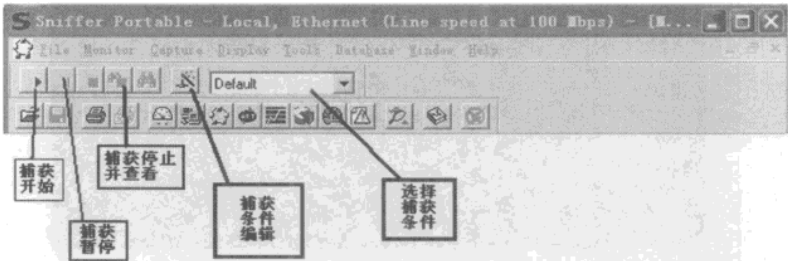 Sniffer Portable - Local, Ethernet (Line speed at 100 Mbps) - [M...
File Monitor Capture Display Tools Database Window Help
Default
捕获
开始
捕获停止
并查看
捕获
暂停
捕获
条件
编辑
选择
捕获
条件